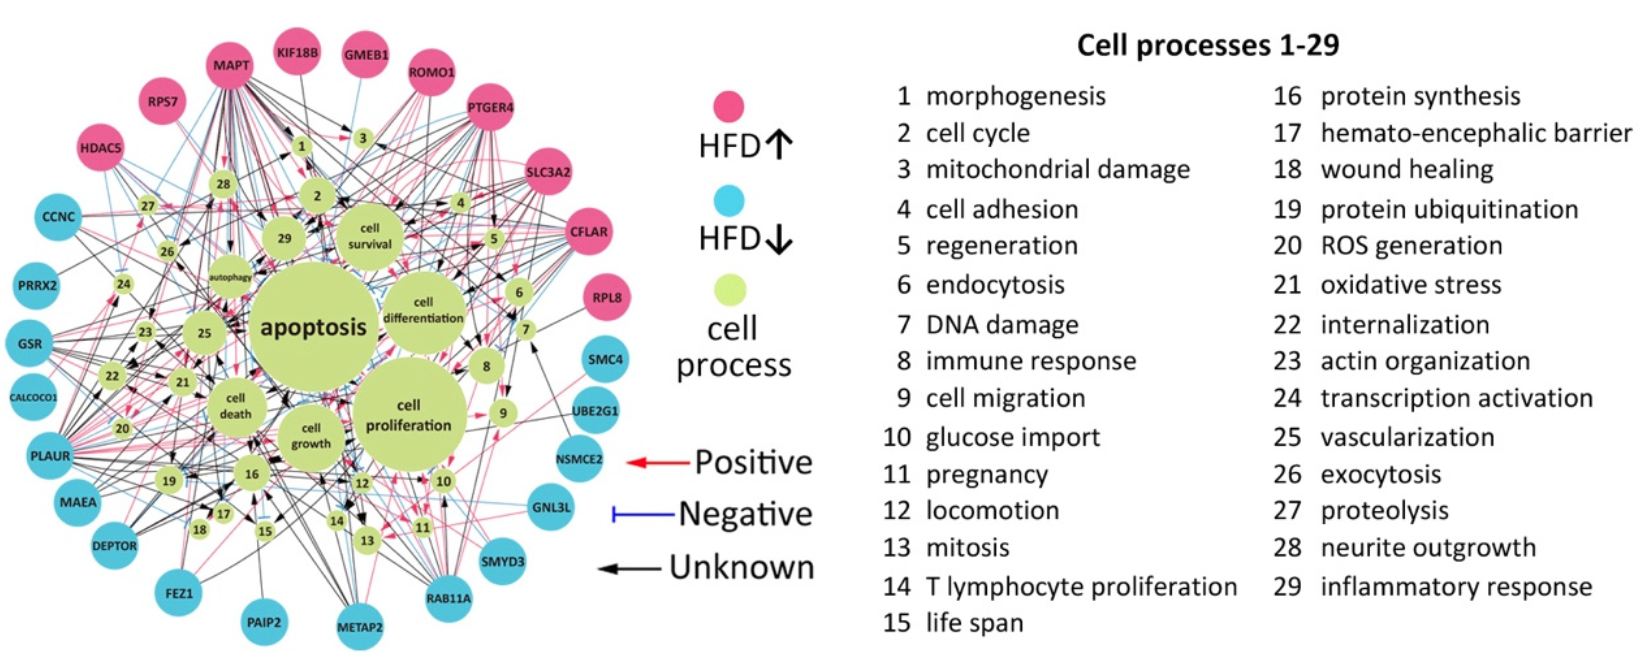 KIF18B
GMEB1
MAPT
ROMO1
RPS7
PTGER4
HDAC5
SLC3A2
CCNC
CFLAR
PRRX2
RPL8
GSR
SMC4
CALCOCO1
UBE2G1
PLAUR
NSMCE2
MAEA
GNL3L
DEPTOR
SMYD3
FEZ1
RAB11A
PAIP2
METAP2
1
3
28
2
27
4
29
cell
survival
5
26
autophagy
24
6
cell
differentiation
apoptosis
23
25
7
22
21
8
cell
death
cell
proliferation
9
20
cell
growth
19
16
12
10
17
18
15
14
13
11
HFD↑
HFD↓
cell
process
Positive
Negative
Unknown
Cell processes 1-29
1 morphogenesis
2 cell cycle
3 mitochondrial damage
4 cell adhesion
5 regeneration
6 endocytosis
7 DNA damage
8 immune response
9 cell migration
10 glucose import
11 pregnancy
12 locomotion
13 mitosis
14 T lymphocyte proliferation
15 life span
16 protein synthesis
17 hemato-encephalic barrier
18 wound healing
19 protein ubiquitination
20 ROS generation
21 oxidative stress
22 internalization
23 actin organization
24 transcription activation
25 vascularization
26 exocytosis
27 proteolysis
28 neurite outgrowth
29 inflammatory response